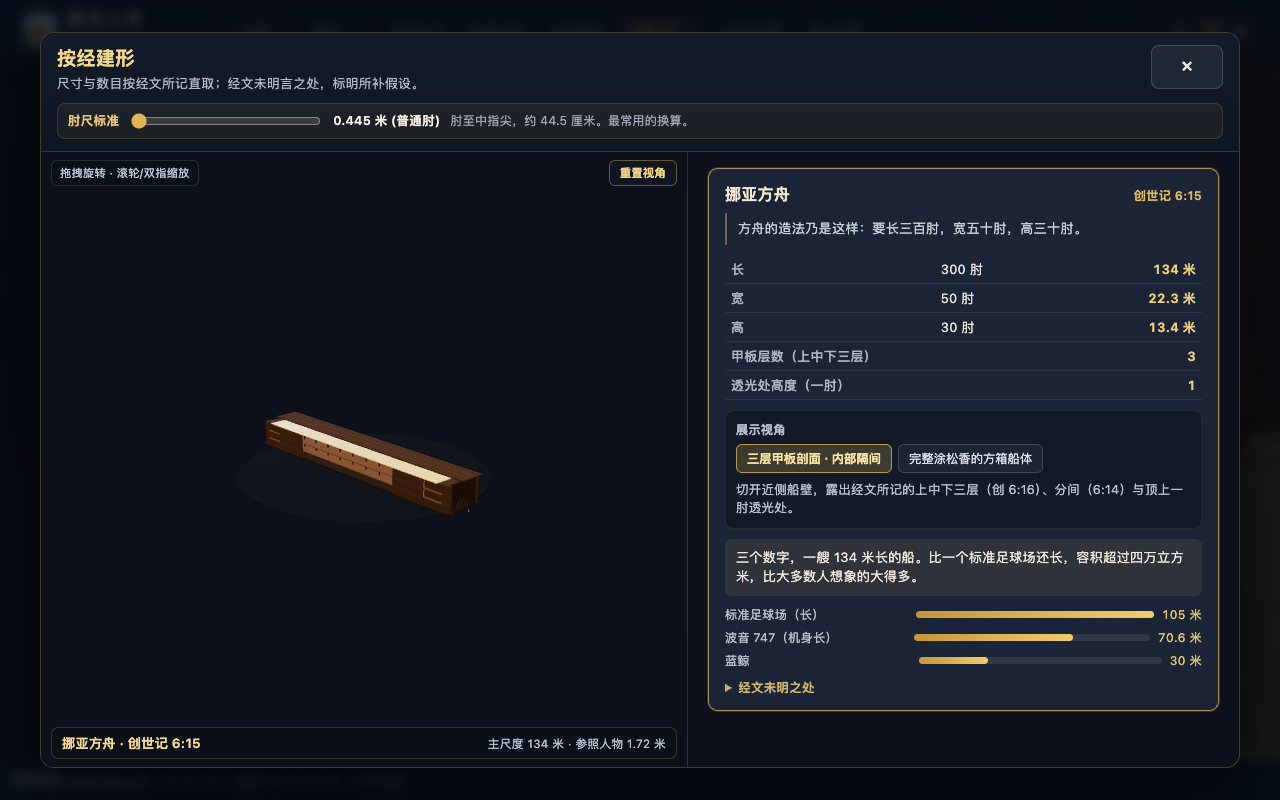 按经建形
尺寸与数目按经文所记直取；经文未明言之处，标明所补假设。
×
肘尺标准 0.445 米 (普通肘) 肘至中指尖，约 44.5 厘米。最常用的换算。
拖拽旋转 · 滚轮/双指缩放
重置视角
挪亚方舟 · 创世记 6:15
主尺度 134 米 · 参照人物 1.72 米
挪亚方舟
创世记 6:15
方舟的造法乃是这样：要长三百肘，宽五十肘，高三十肘。
长 300 肘 134 米
宽 50 肘 22.3 米
高 30 肘 13.4 米
甲板层数（上中下三层） 3
透光处高度（一肘） 1
展示视角
三层甲板剖面 · 内部隔间
完整涂松香的方箱船体
切开近侧船壁，露出经文所记的上中下三层（创 6:16）、分间（6:14）与顶上一
肘透光处。
三个数字，一艘 134 米长的船。比一个标准足球场还长，容积超过四万立方
米，比大多数人想象的大得多。
标准足球场（长） 105 米
波音 747（机身长） 70.6 米
蓝鲸 30 米
▶ 经文未明之处